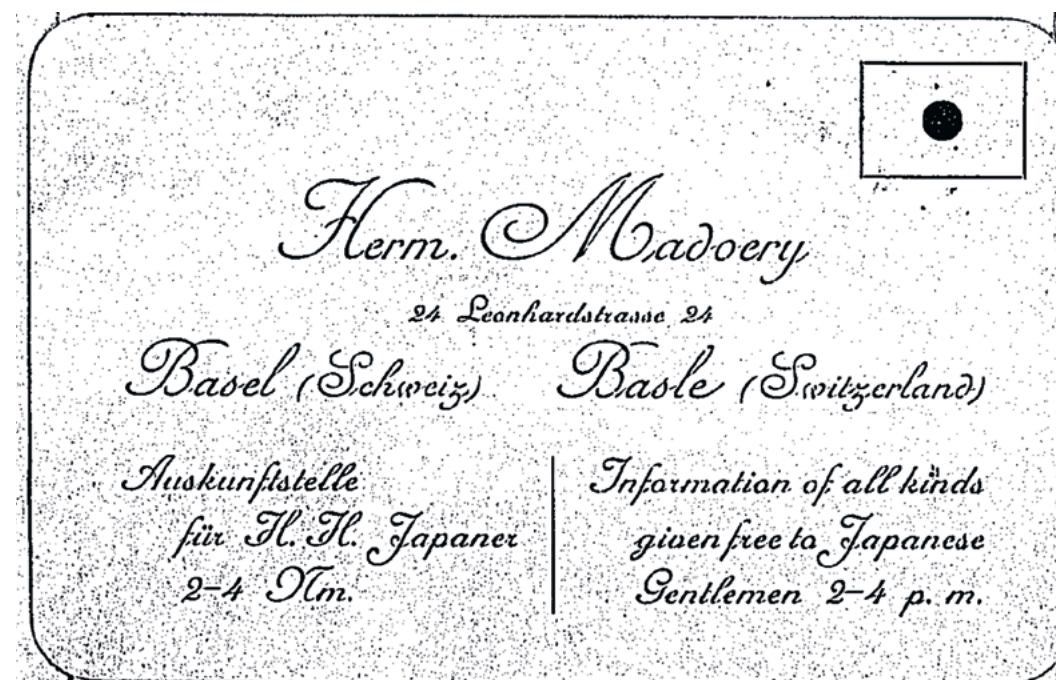 Herm. Madoery
24 Leonhardstrasse 24
Basel (Schweiz) Basle (Switzerland)
Auskunftstelle
für H. H. Japaner
2-4 Nm.
Information of all kinds
given free to Japanese
Gentlemen 2-4 p. m.